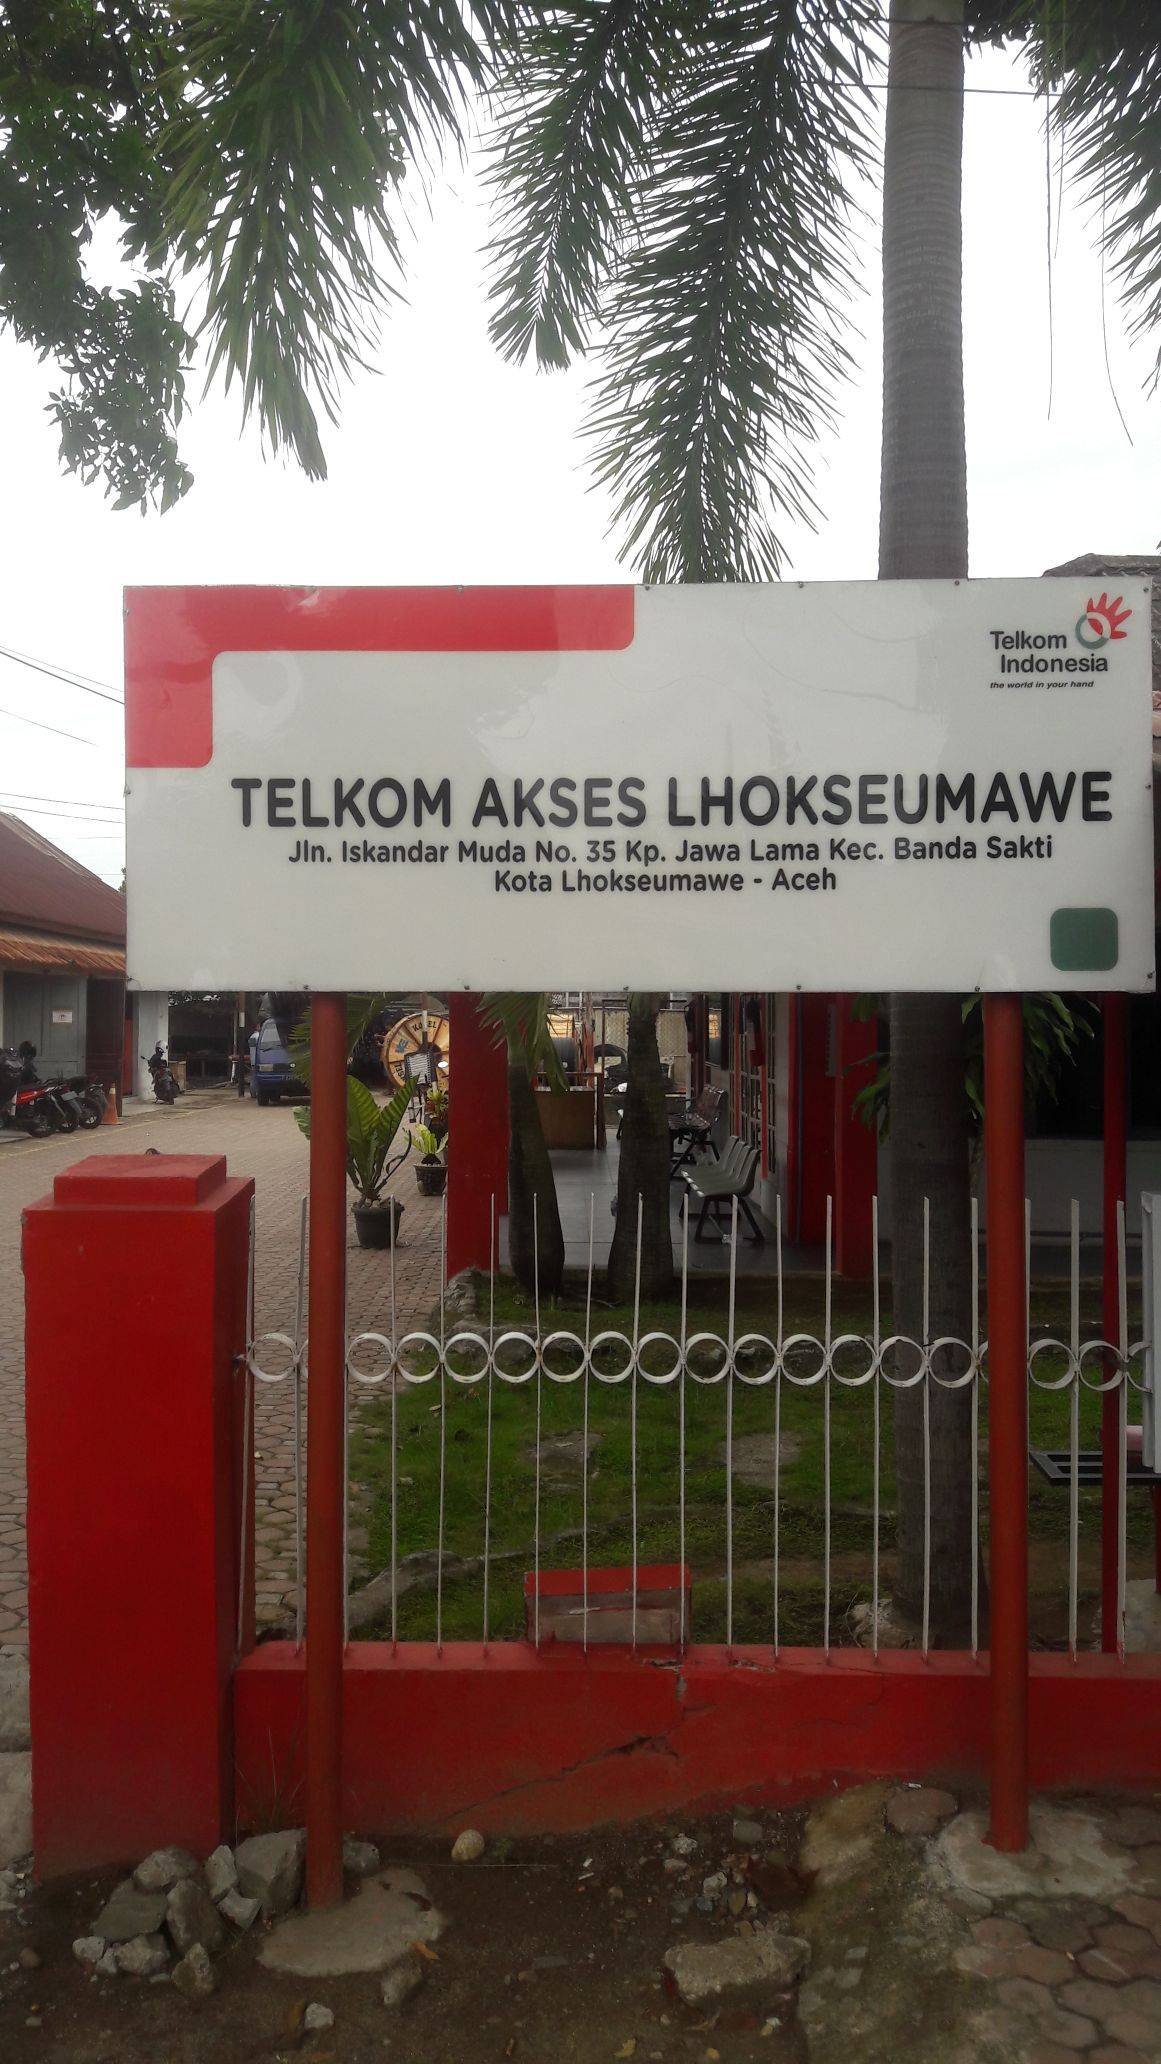 Telkom
Indonesia
the world in your hand
TELKOM AKSES LHOKSEUMAWE
Jln. Iskandar Muda No. 35 Kp. Jawa Lama Kec. Banda Sakti
Kota Lhokseumawe - Aceh
KABEL